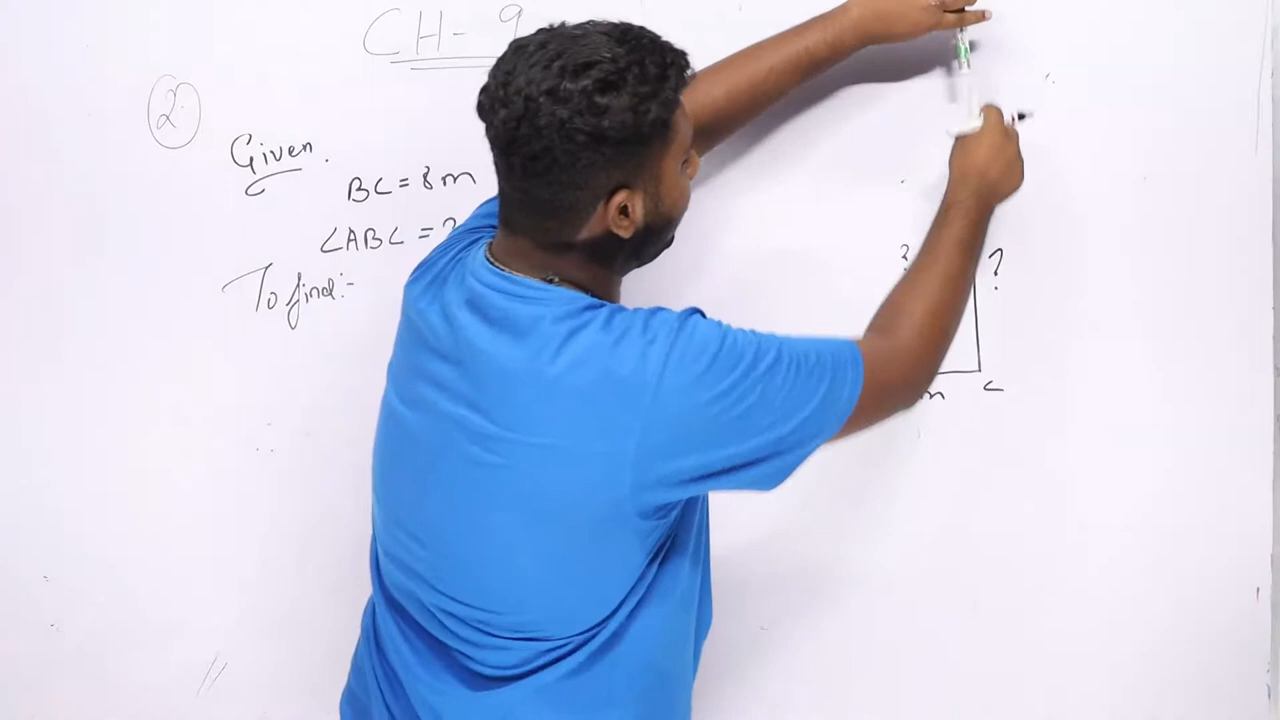 CH- 9
2.
Given.
BC = 8m
∠ABC =
To find:-
? ?
m C